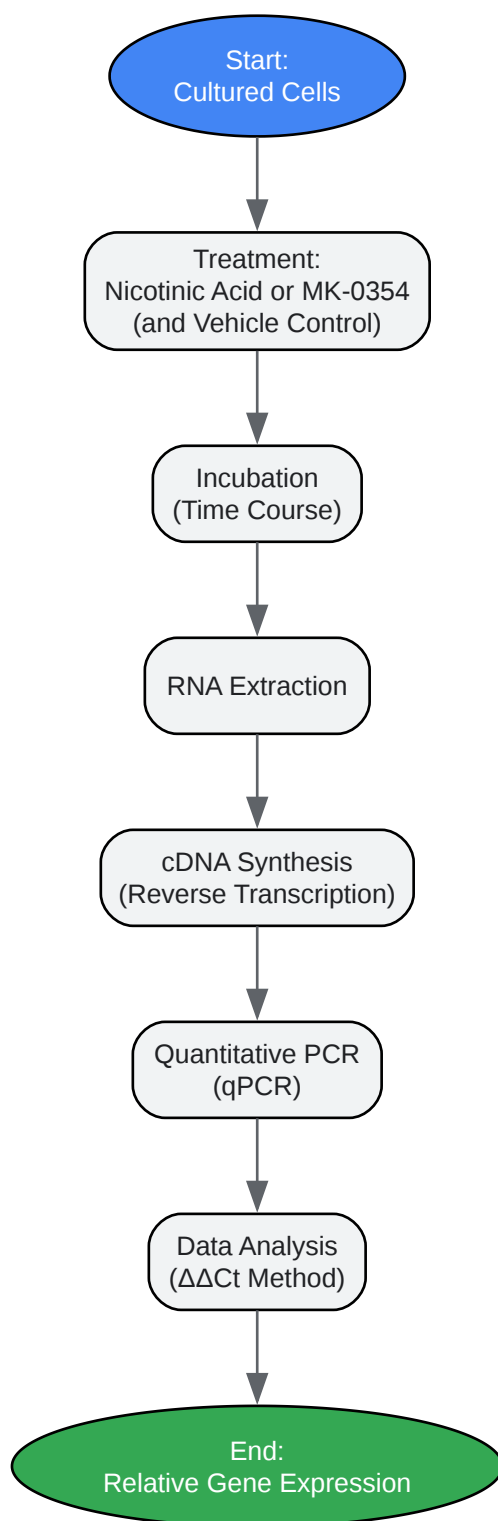 Start:
Cultured Cells
Treatment:
Nicotinic Acid or MK-0354
(and Vehicle Control)
Incubation
(Time Course)
RNA Extraction
cDNA Synthesis
(Reverse Transcription)
Quantitative PCR
(qPCR)
Data Analysis
(ΔΔCt Method)
End:
Relative Gene Expression